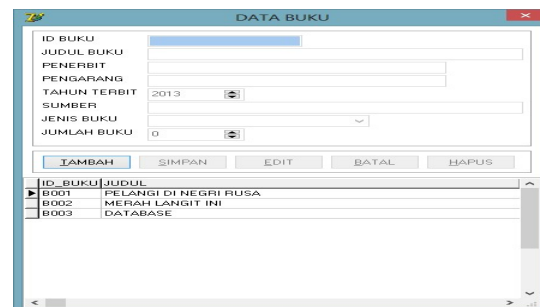 DATA BUKU
ID BUKU
JUDUL BUKU
PENERBIT
PENGARANG
TAHUN TERBIT 2013
SUMBER
JENIS BUKU
JUMLAH BUKU 0
TAMBAH SIMPAN EDIT BATAL HAPUS
ID_BUKU JUDUL
B001 PELANGI DI NEGRI RUSA
B002 MERAH LANGIT INI
B003 DATABASE